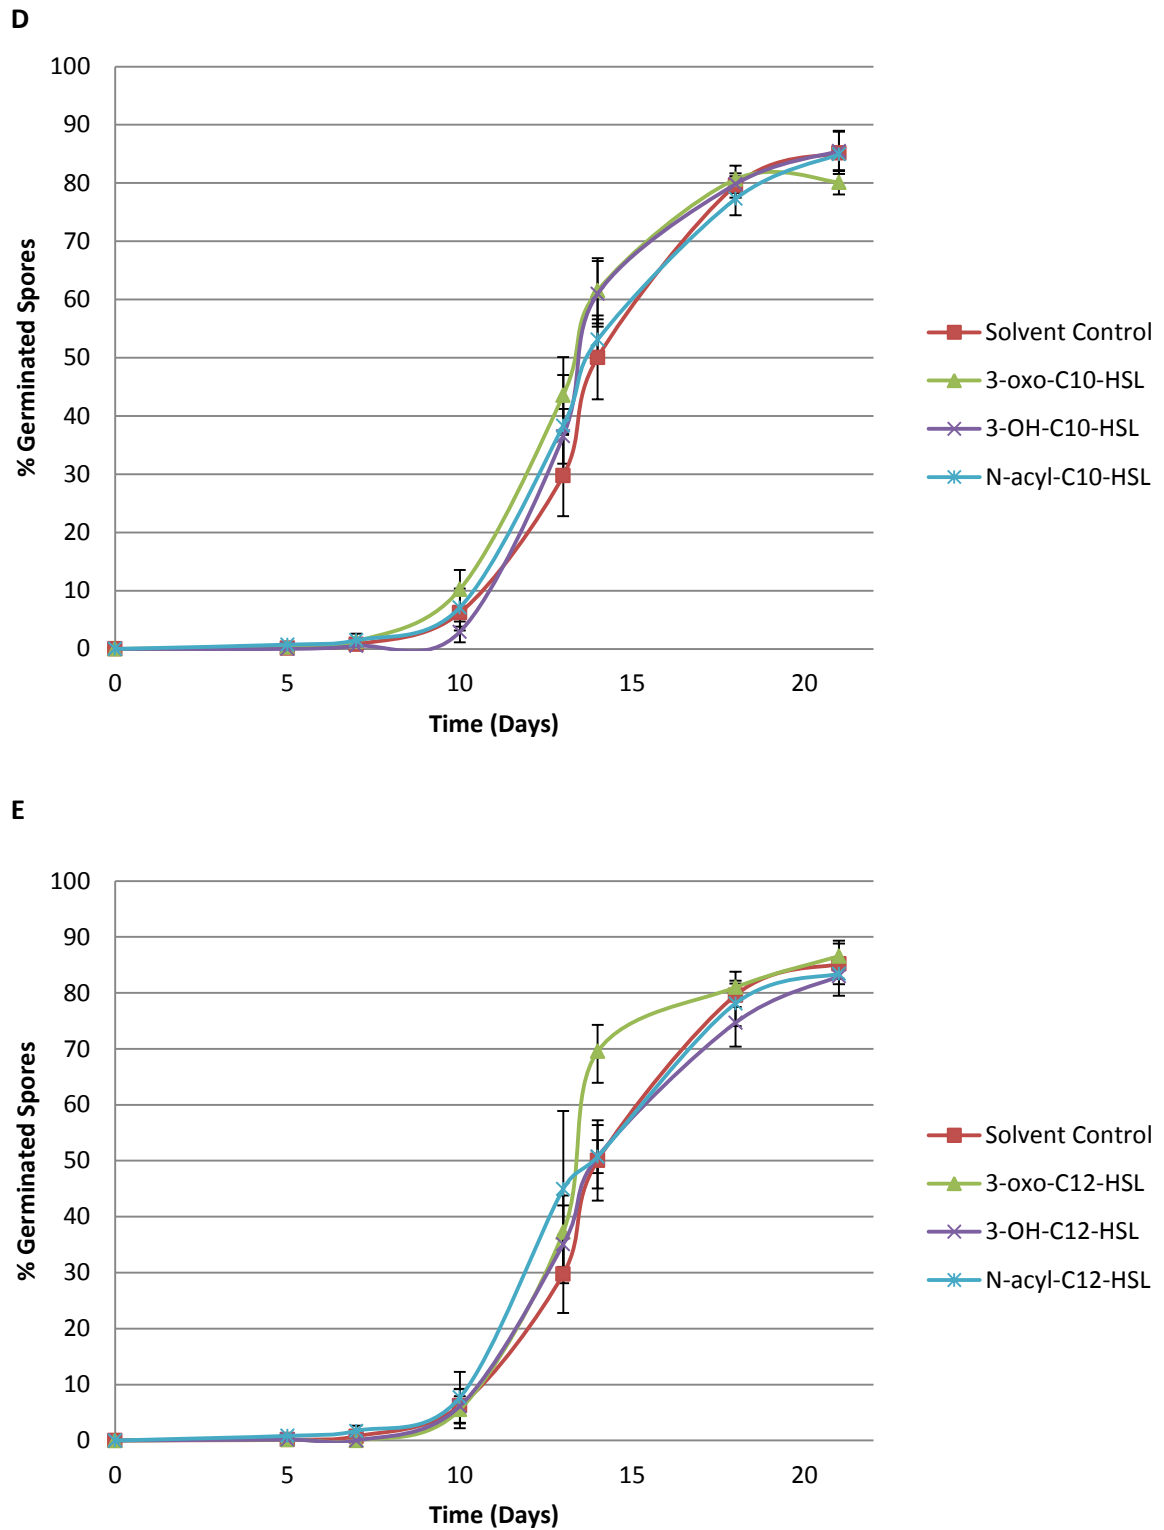 D
100
90
80
70
60
50
40
30
20
10
0
% Germinated Spores
0 5 10 15 20
Time (Days)
Solvent Control
3-oxo-C10-HSL
3-OH-C10-HSL
N-acyl-C10-HSL
E
100
90
80
70
60
50
40
30
20
10
0
% Germinated Spores
0 5 10 15 20
Time (Days)
Solvent Control
3-oxo-C12-HSL
3-OH-C12-HSL
N-acyl-C12-HSL